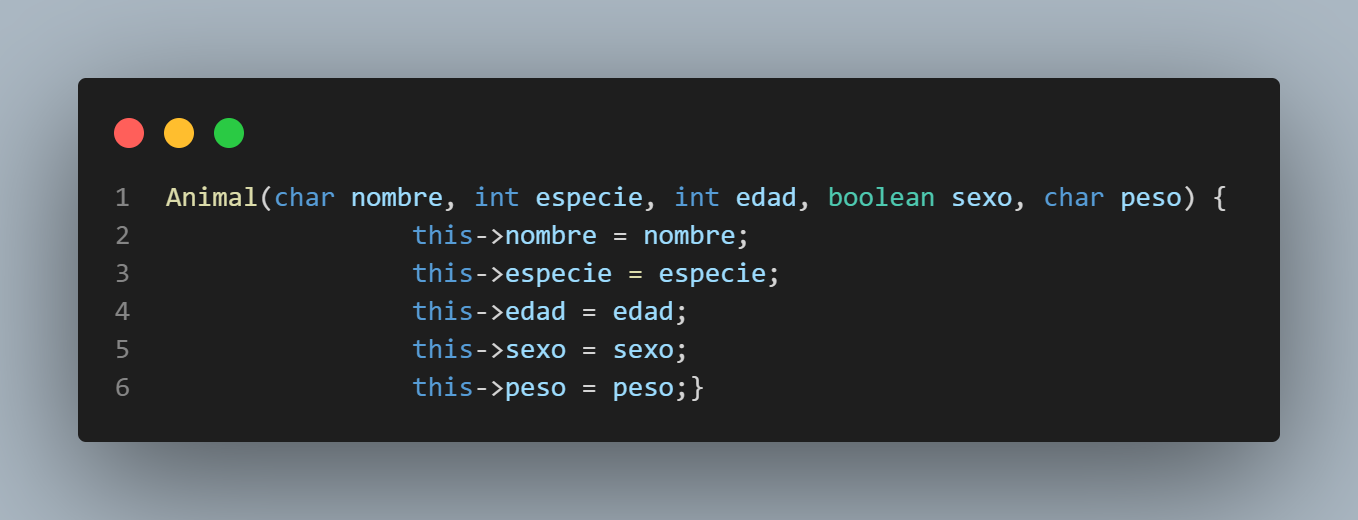 1 Animal(char nombre, int especie, int edad, boolean sexo, char peso) {
2 this->nombre = nombre;
3 this->especie = especie;
4 this->edad = edad;
5 this->sexo = sexo;
6 this->peso = peso;}